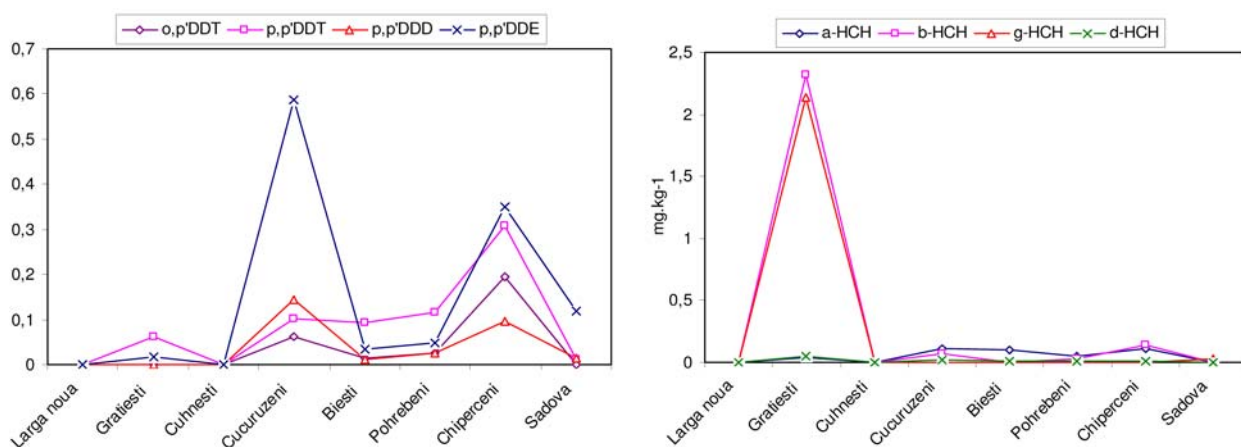 o,p'DDT p,p'DDT p,p'DDD p,p'DDE
0,7
0,6
0,5
0,4
0,3
0,2
0,1
0
Larga noua Gratiesti Cuhnesti Cucuruzeni Biesti Pohrebeni Chiperceni Sadova
a-HCH b-HCH g-HCH d-HCH
mg.kg-1
2,5
2
1,5
1
0,5
0
Larga noua Gratiesti Cuhnesti Cucuruzeni Biesti Pohrebeni Chiperceni Sadova